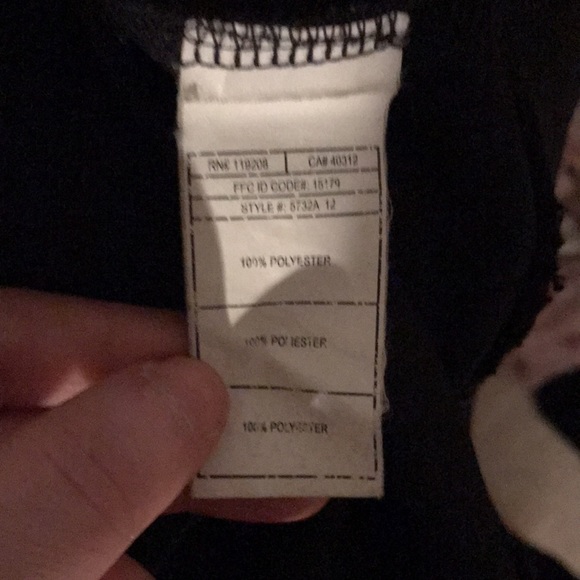 RN# 119208 CA# 40312
FFC ID CODE#: 15179
STYLE #: 5732A 12
100% POLYESTER
100% POLYESTER
100% POLYESTER